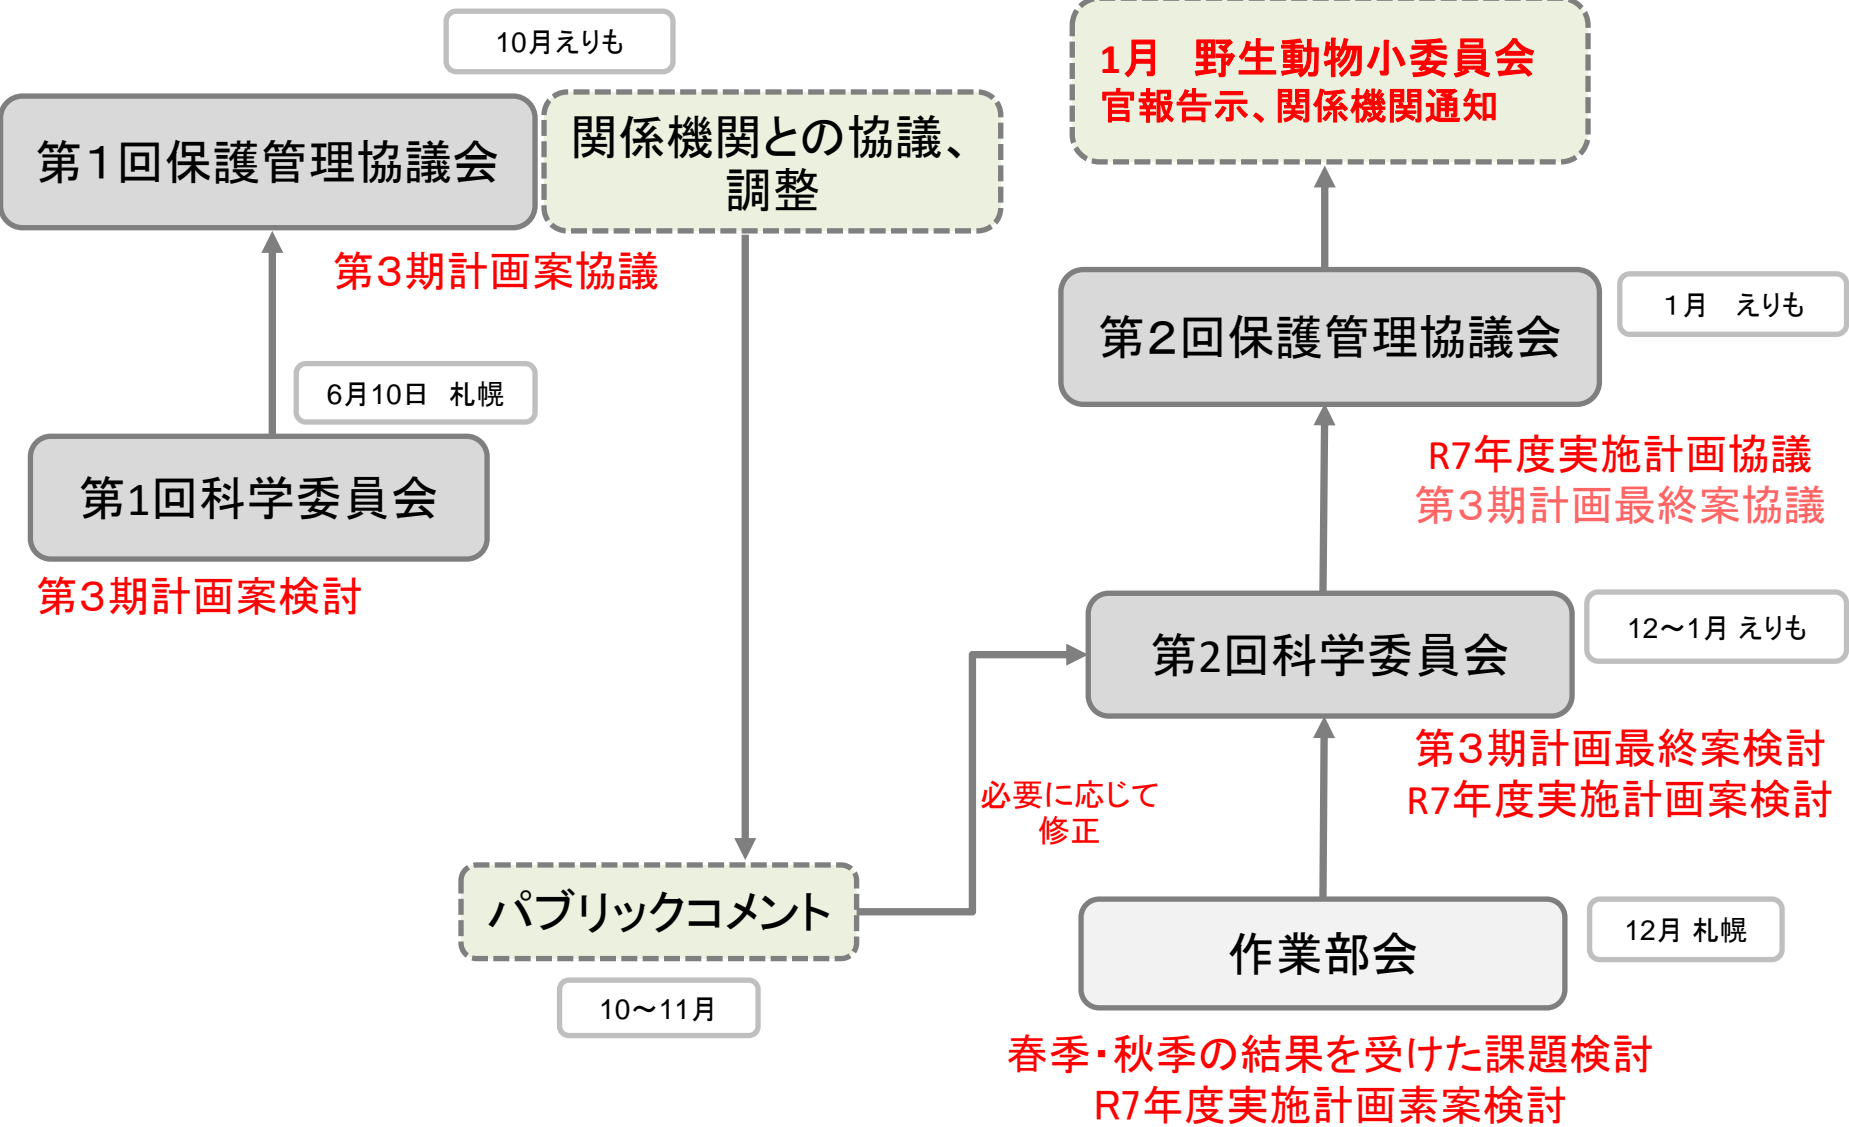 10月えりも
第１回保護管理協議会
関係機関との協議、
調整
第３期計画案協議
6月10日　札幌
第1回科学委員会
第３期計画案検討
パブリックコメント
10～11月
必要に応じて
修正
1月　野生動物小委員会
官報告示、関係機関通知
第２回保護管理協議会
１月　えりも
R7年度実施計画協議
第３期計画最終案協議
第2回科学委員会
12～1月 えりも
第３期計画最終案検討
R7年度実施計画案検討
作業部会
12月 札幌
春季・秋季の結果を受けた課題検討
R7年度実施計画素案検討